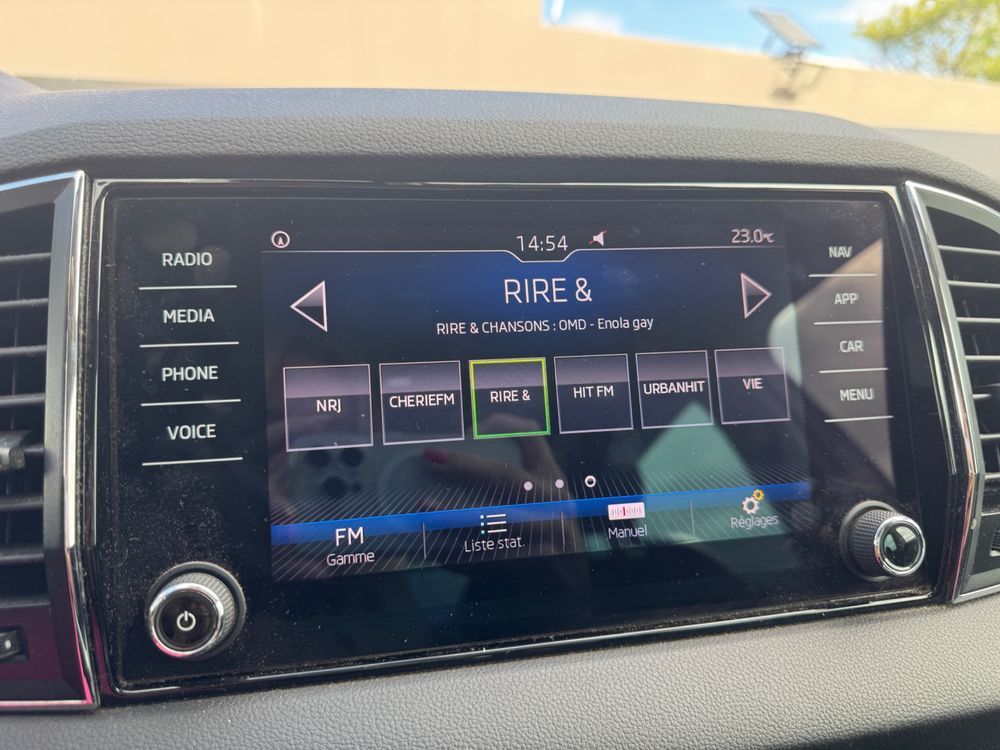 14:54 23.0°C
RADIO
MEDIA
PHONE
VOICE
RIRE &
RIRE & CHANSONS : OMD - Enola gay
NRJ
CHERIEFM
RIRE &
HIT FM
URBANHIT
VIE
FM
Gamme
Liste stat.
Manuel
Réglages
NAV
APP
CAR
MENU